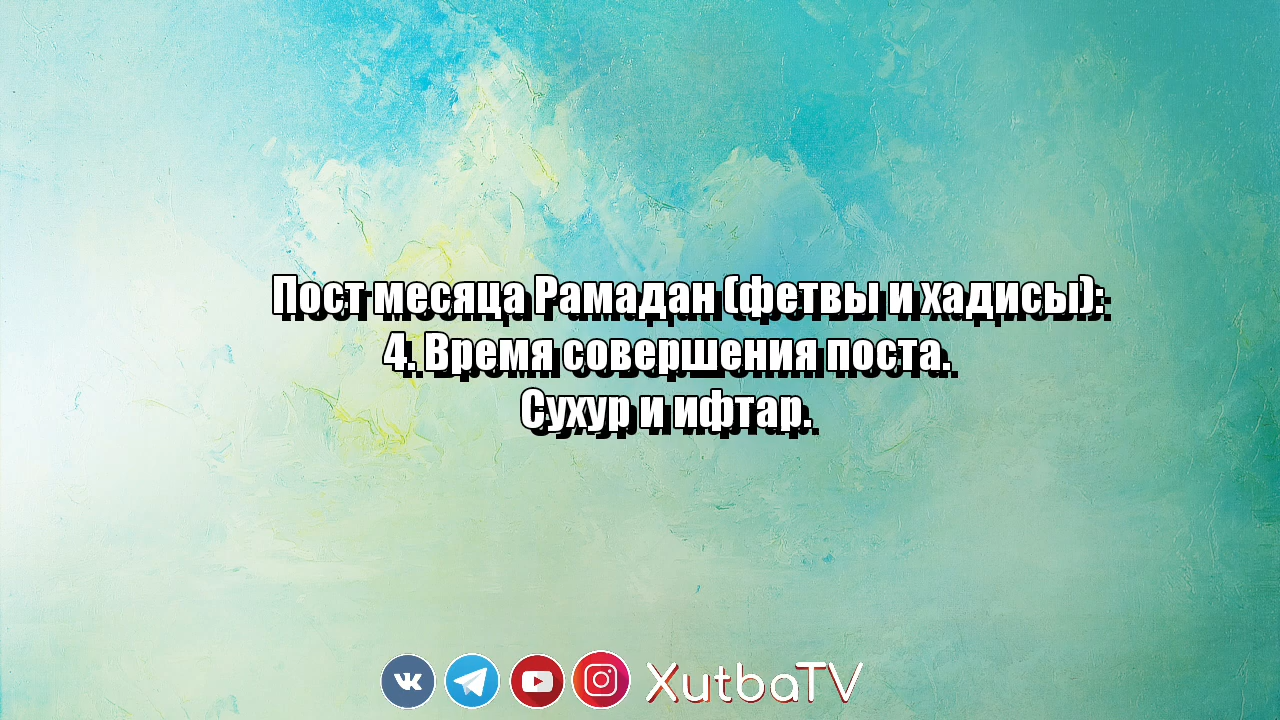 Пост месяца Рамадан (фетвы и хадисы):
4. Время совершения поста.
Сухур и ифтар.
XutbaTV